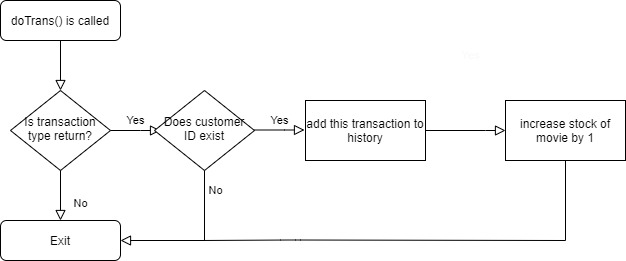 doTrans() is called
Is transaction
type return?
Yes
Does customer
ID exist
Yes
add this transaction to
history
increase stock of
movie by 1
No
No
Exit